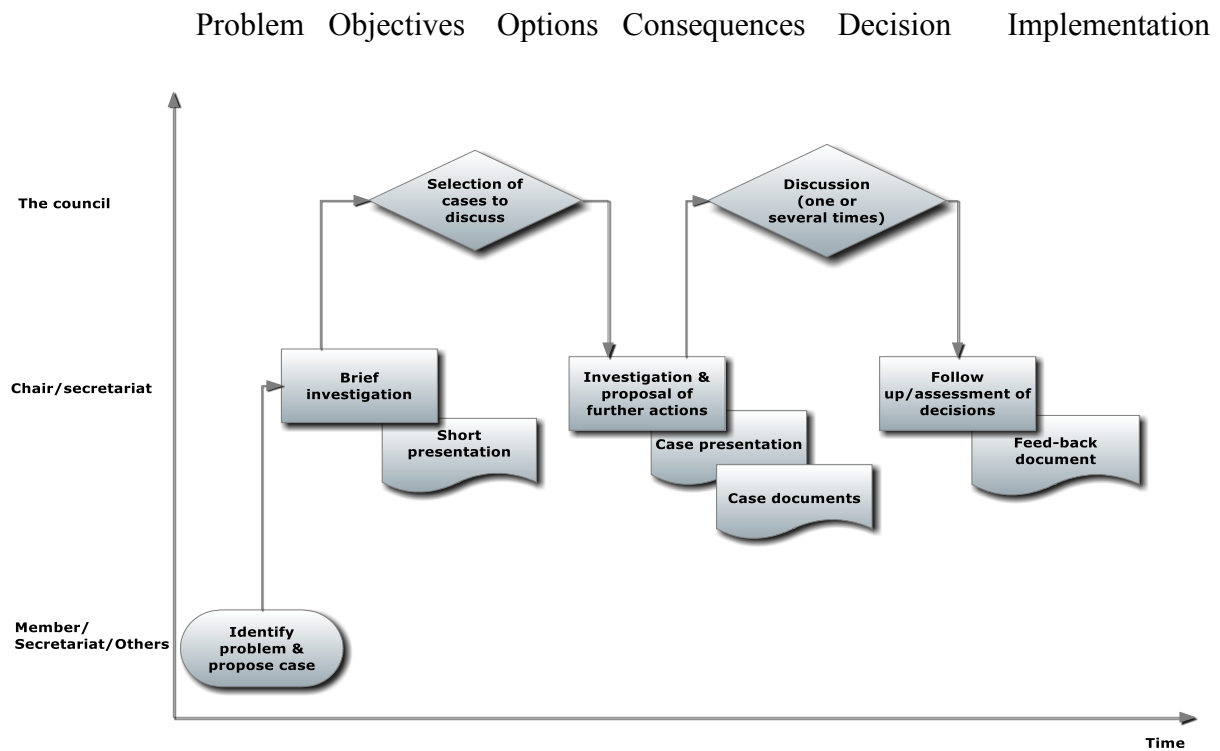 Problem Objectives Options Consequences Decision Implementation
The council
Selection of
cases to
discuss
Discussion
(one or
several times)
Chair/secretariat
Brief
investigation
Short
presentation
Investigation &
proposal of
further actions
Case presentation
Case documents
Follow
up/assessment of
decisions
Feed-back
document
Member/
Secretariat/Others
Identify
problem &
propose case
Time